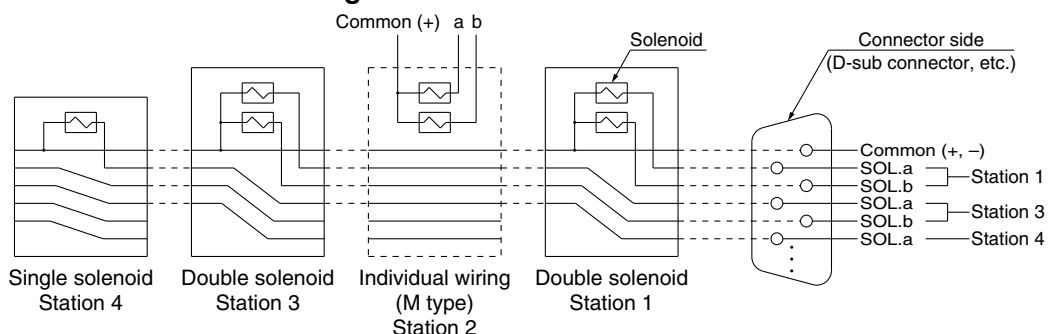 Common (+) a b
Solenoid
Connector side
(D-sub connector, etc.)
Common (+, –)
SOL.a
SOL.b
Station 1
SOL.a
SOL.b
Station 3
SOL.a
Station 4
Single solenoid
Station 4
Double solenoid
Station 3
Individual wiring
(M type)
Station 2
Double solenoid
Station 1